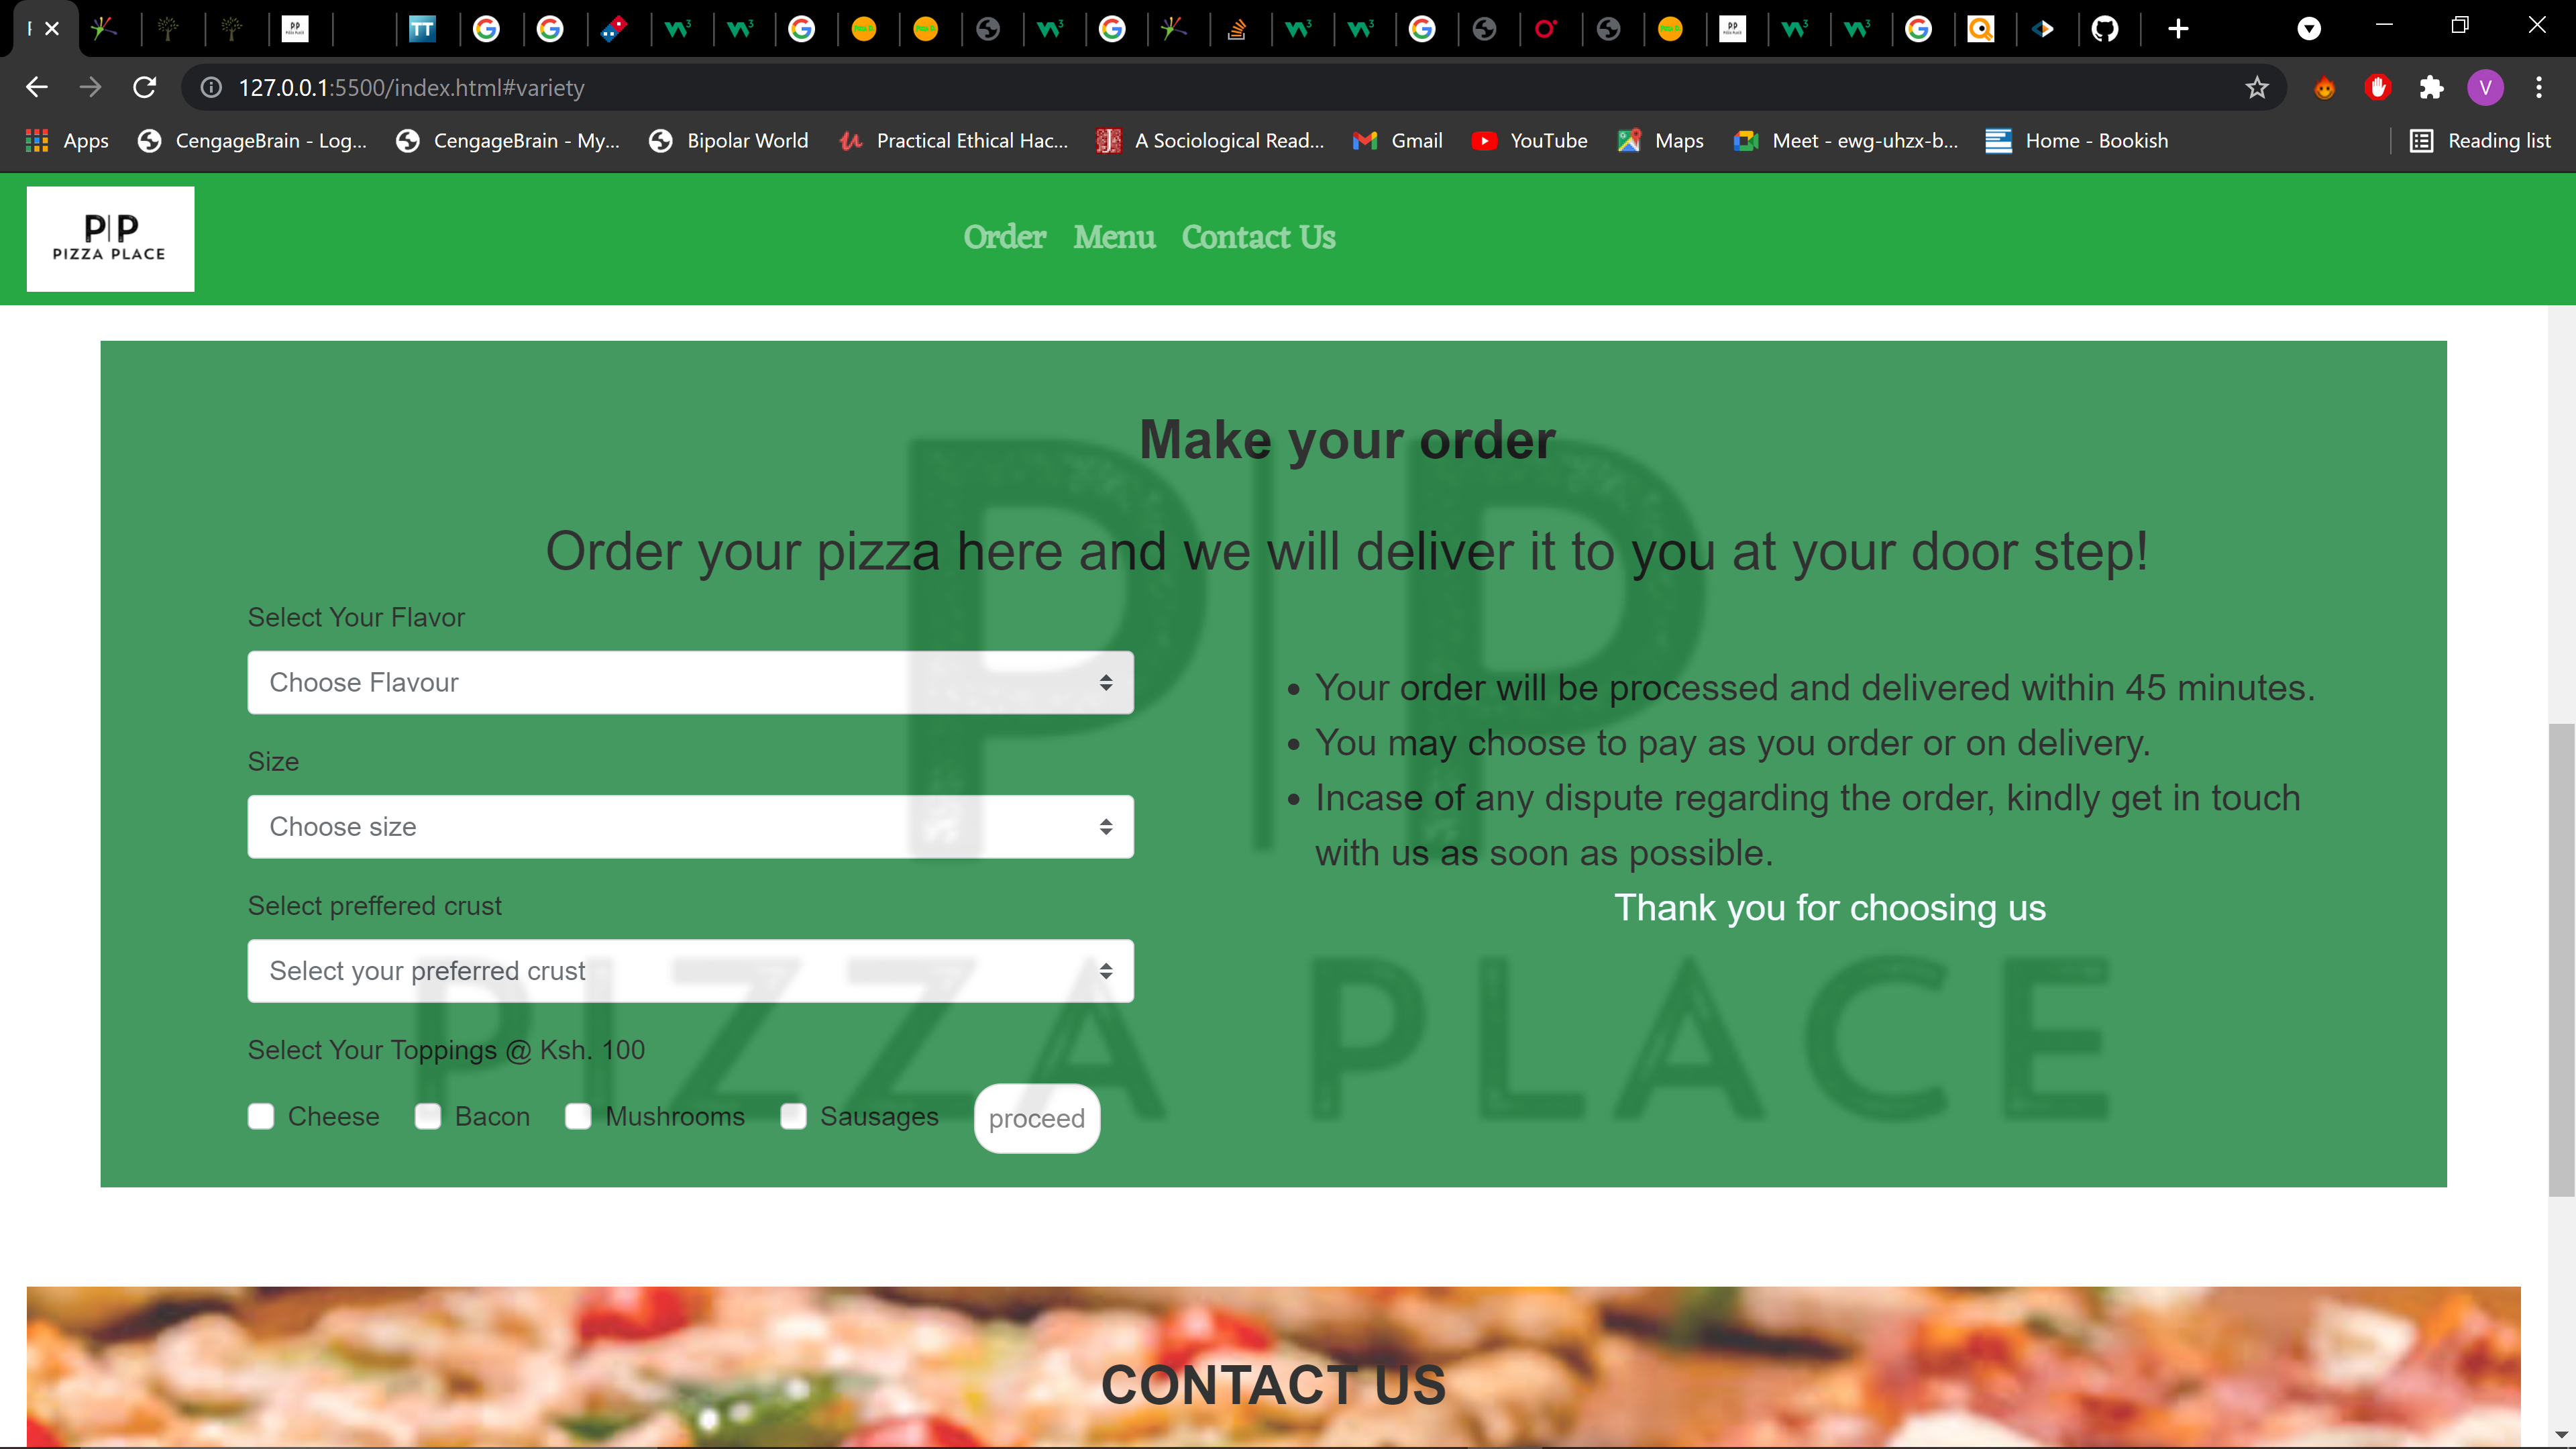 127.0.0.1:5500/index.html#variety
Apps CengageBrain - Log... CengageBrain - My... Bipolar World Practical Ethical Hac... A Sociological Read... Gmail YouTube Maps Meet - ewg-uhzx-b... Home - Bookish Reading list
V
TT
P|P
PIZZA PLACE
Order Menu Contact Us
Make your order
Order your pizza here and we will deliver it to you at your door step!
Select Your Flavor
Choose Flavour
Size
Choose size
Select preffered crust
Select your preferred crust
Select Your Toppings @ Ksh. 100
Cheese Bacon Mushrooms Sausages proceed
• Your order will be processed and delivered within 45 minutes.
• You may choose to pay as you order or on delivery.
• Incase of any dispute regarding the order, kindly get in touch
with us as soon as possible.
Thank you for choosing us
P|P
PIZZA PLACE
CONTACT US